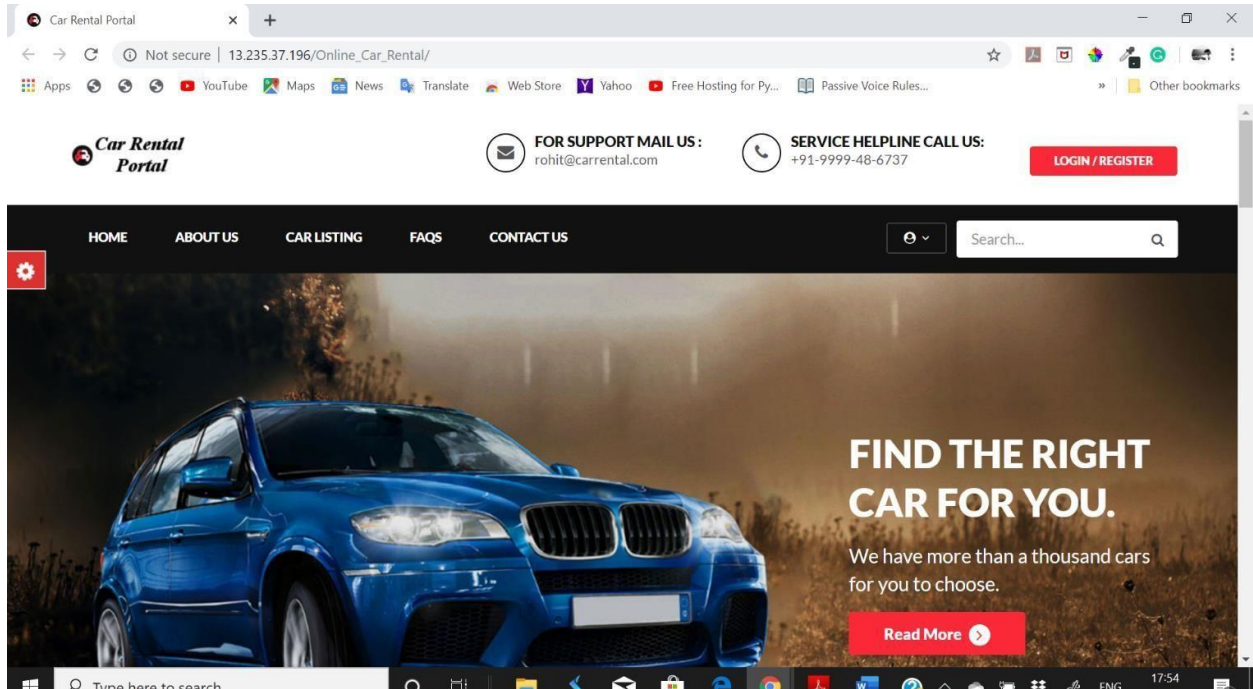 Car Rental Portal
Not secure | 13.235.37.196/Online_Car_Rental/
Apps YouTube Maps News Translate Web Store Yahoo Free Hosting for Py... Passive Voice Rules... » Other bookmarks
Car Rental
Portal
FOR SUPPORT MAIL US :
rohit@carrental.com
SERVICE HELPLINE CALL US:
+91-9999-48-6737
LOGIN / REGISTER
HOME ABOUT US CAR LISTING FAQS CONTACT US
Search...
FIND THE RIGHT
CAR FOR YOU.
We have more than a thousand cars
for you to choose.
Read More
Type here to search
ENG
17:54